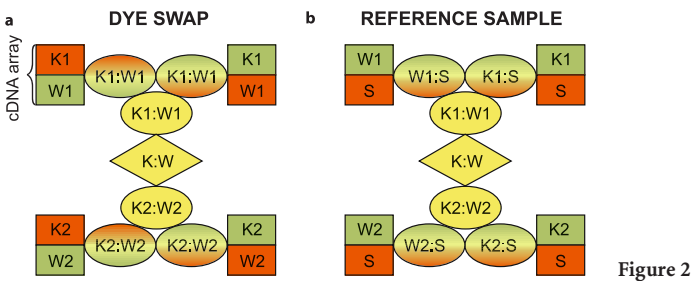 a DYE SWAP
cDNA array
K1
W1
K1:W1 K1:W1
K1
W1
K1:W1
K:W
K2:W2
K2
W2
K2:W2 K2:W2
K2
W2
b REFERENCE SAMPLE
W1
S
W1:S K1:S
K1
S
K1:W1
K:W
K2:W2
W2
S
W2:S K2:S
K2
S
Figure 2